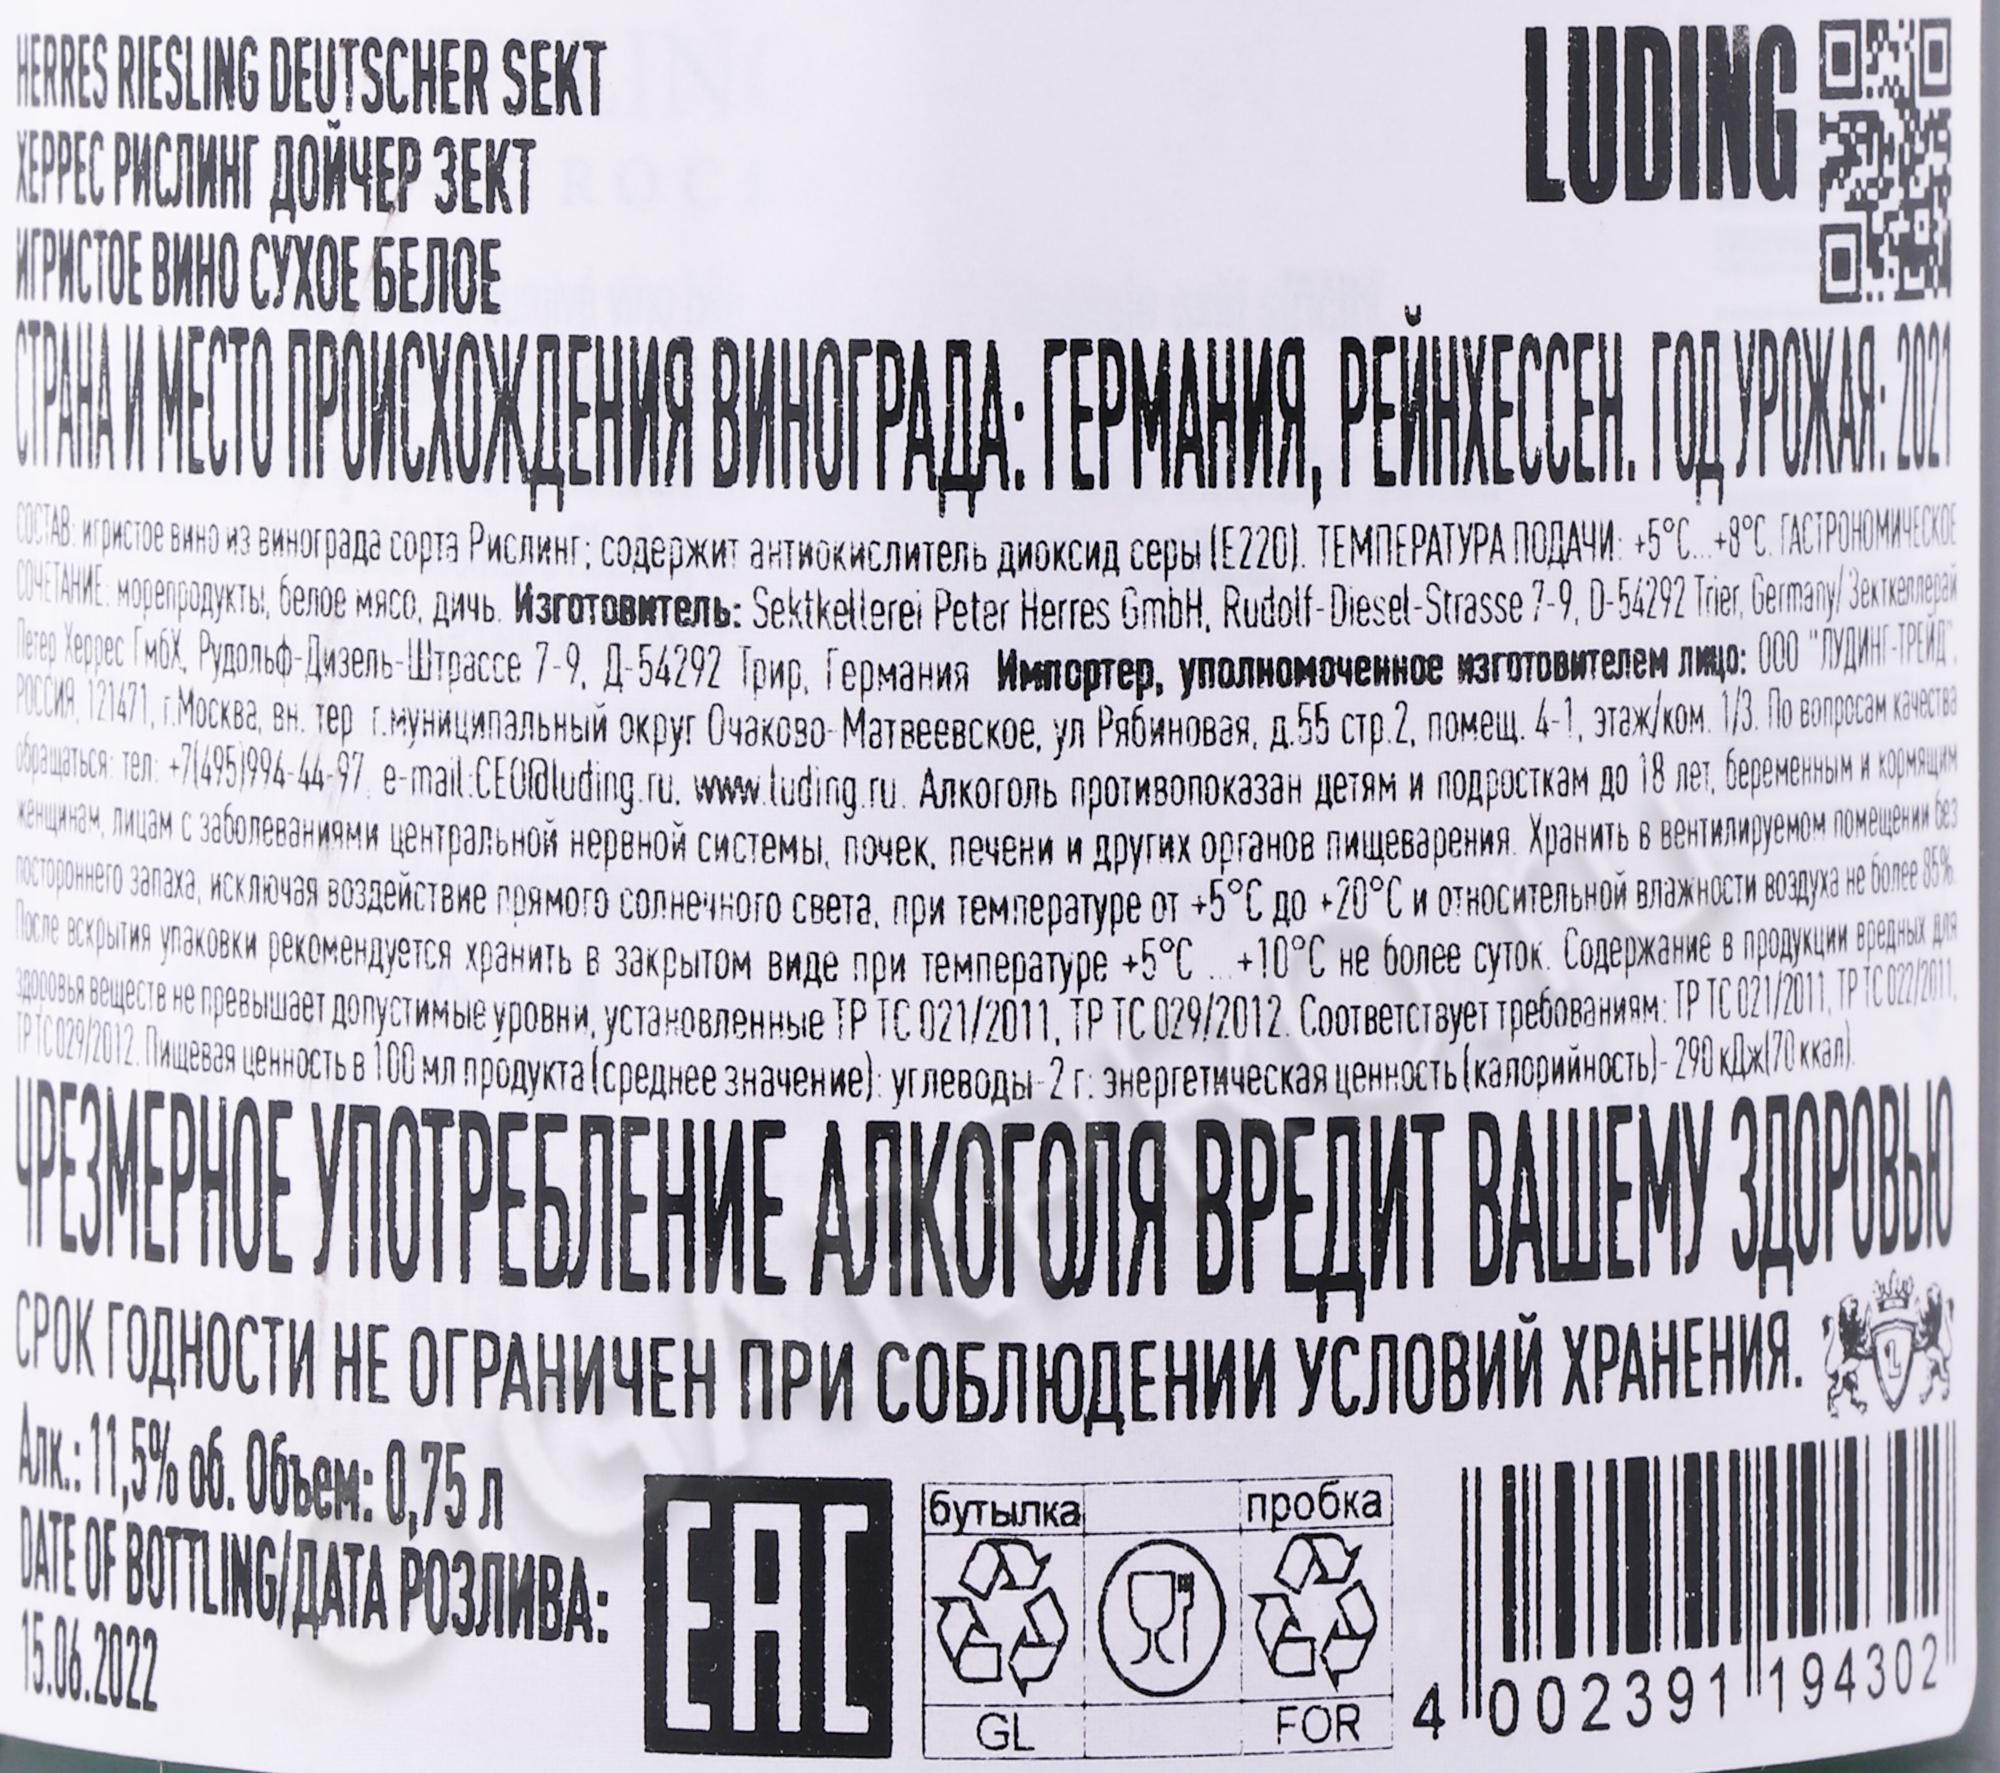 HERRES RIESLING DEUTSCHER SEKT
LUDING
ХЕРРЕС РИСЛИНГ ДОЙЧЕР ЗЕКТ
ИГРИСТОЕ ВИНО СУХОЕ БЕЛОЕ
СТРАНА И МЕСТО ПРОИСХОЖДЕНИЯ ВИНОГРАДА: ГЕРМАНИЯ, РЕЙНХЕССЕН. ГОД УРОЖАЯ: 2021
СОСТАВ: игристое вино из винограда сорта Рислинг; содержит антиокислитель диоксид серы (Е220). ТЕМПЕРАТУРА ПОДАЧИ: +5°С...+8°С. ГАСТРОНОМИЧЕСКОЕ
СОЧЕТАНИЕ: морепродукты, белое мясо, дичь. Изготовитель: Sektkellerei Peter Herres GmbH, Rudolf-Diesel-Strasse 7-9, D-54292 Trier, Germany/ Зекткеллерай
Петер Херрес ГмбХ, Рудольф-Дизель-Штрассе 7-9, Д-54292 Трир, Германия Импортер, уполномоченное изготовителем лицо: ООО "ЛУДИНГ-ТРЕЙД",
РОССИЯ, 121471, г.Москва, вн. тер г.муниципальный округ Очаково-Матвеевское, ул Рябиновая, д.55 стр.2, помещ. 4-1, этаж/ком. 1/3. По вопросам качества
обращаться: тел: +7(495)994-44-97, e-mail:CEO@luding.ru, www.luding.ru. Алкоголь противопоказан детям и подросткам до 18 лет, беременным и кормящим
женщинам, лицам с заболеваниями центральной нервной системы, почек, печени и других органов пищеварения. Хранить в вентилируемом помещении без
постороннего запаха, исключая воздействие прямого солнечного света, при температуре от +5°С до +20°С и относительной влажности воздуха не более 85%.
После вскрытия упаковки рекомендуется хранить в закрытом виде при температуре +5°С ...+10°С не более суток. Содержание в продукции вредных для
здоровья веществ не превышает допустимые уровни, установленные ТР ТС 021/2011, ТР ТС 029/2012. Соответствует требованиям: ТР ТС 021/2011, ТР ТС 022/2011,
ТР ТС 029/2012. Пищевая ценность в 100 мл продукта (среднее значение): углеводы- 2 г; энергетическая ценность (калорийность)- 290 кДж(70 ккал).
ЧРЕЗМЕРНОЕ УПОТРЕБЛЕНИЕ АЛКОГОЛЯ ВРЕДИТ ВАШЕМУ ЗДОРОВЬЮ
СРОК ГОДНОСТИ НЕ ОГРАНИЧЕН ПРИ СОБЛЮДЕНИИ УСЛОВИЙ ХРАНЕНИЯ.
Алк.: 11,5% об. Объем: 0,75 л
DATE OF BOTTLING/ДАТА РОЗЛИВА:
15.06.2022
EAC
бутылка
пробка
GL
FOR
4 002391 194302